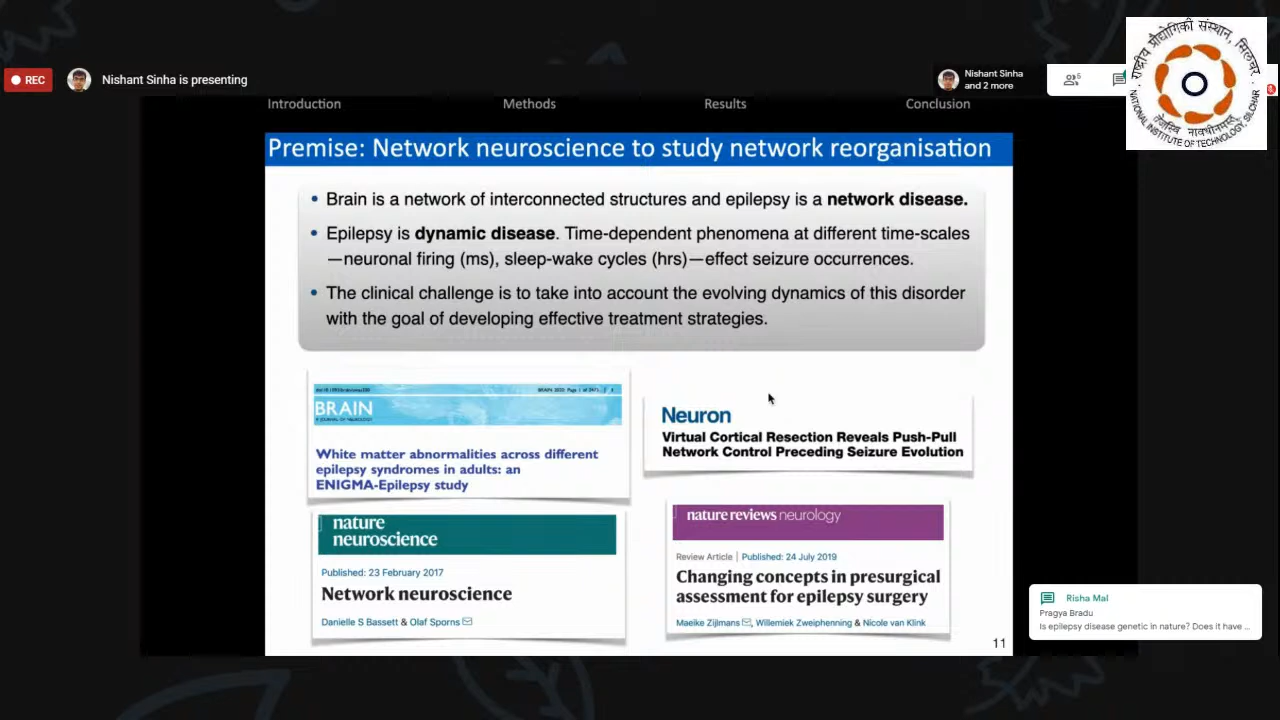 राष्ट्रीय प्रौद्योगिकी संस्थान, सिलचर
तेजस्वि नावधीतमस्तु
NATIONAL INSTITUTE OF TECHNOLOGY, SILCHAR
REC
Nishant Sinha is presenting
Nishant Sinha
and 2 more
6
Introduction Methods Results Conclusion
Premise: Network neuroscience to study network reorganisation
• Brain is a network of interconnected structures and epilepsy is a network disease.
• Epilepsy is dynamic disease. Time-dependent phenomena at different time-scales
—neuronal firing (ms), sleep-wake cycles (hrs)—effect seizure occurrences.
• The clinical challenge is to take into account the evolving dynamics of this disorder
with the goal of developing effective treatment strategies.
BRAIN
A JOURNAL OF NEUROLOGY
White matter abnormalities across different
epilepsy syndromes in adults: an
ENIGMA-Epilepsy study
Neuron
Virtual Cortical Resection Reveals Push-Pull
Network Control Preceding Seizure Evolution
nature
neuroscience
Published: 23 February 2017
Network neuroscience
Danielle S Bassett & Olaf Sporns
nature reviews neurology
Review Article | Published: 24 July 2019
Changing concepts in presurgical
assessment for epilepsy surgery
Maeike Zijlmans, Willemiek Zweiphenning & Nicole van Klink
11
Risha Mal
Pragya Bradu
Is epilepsy disease genetic in nature? Does it have ...